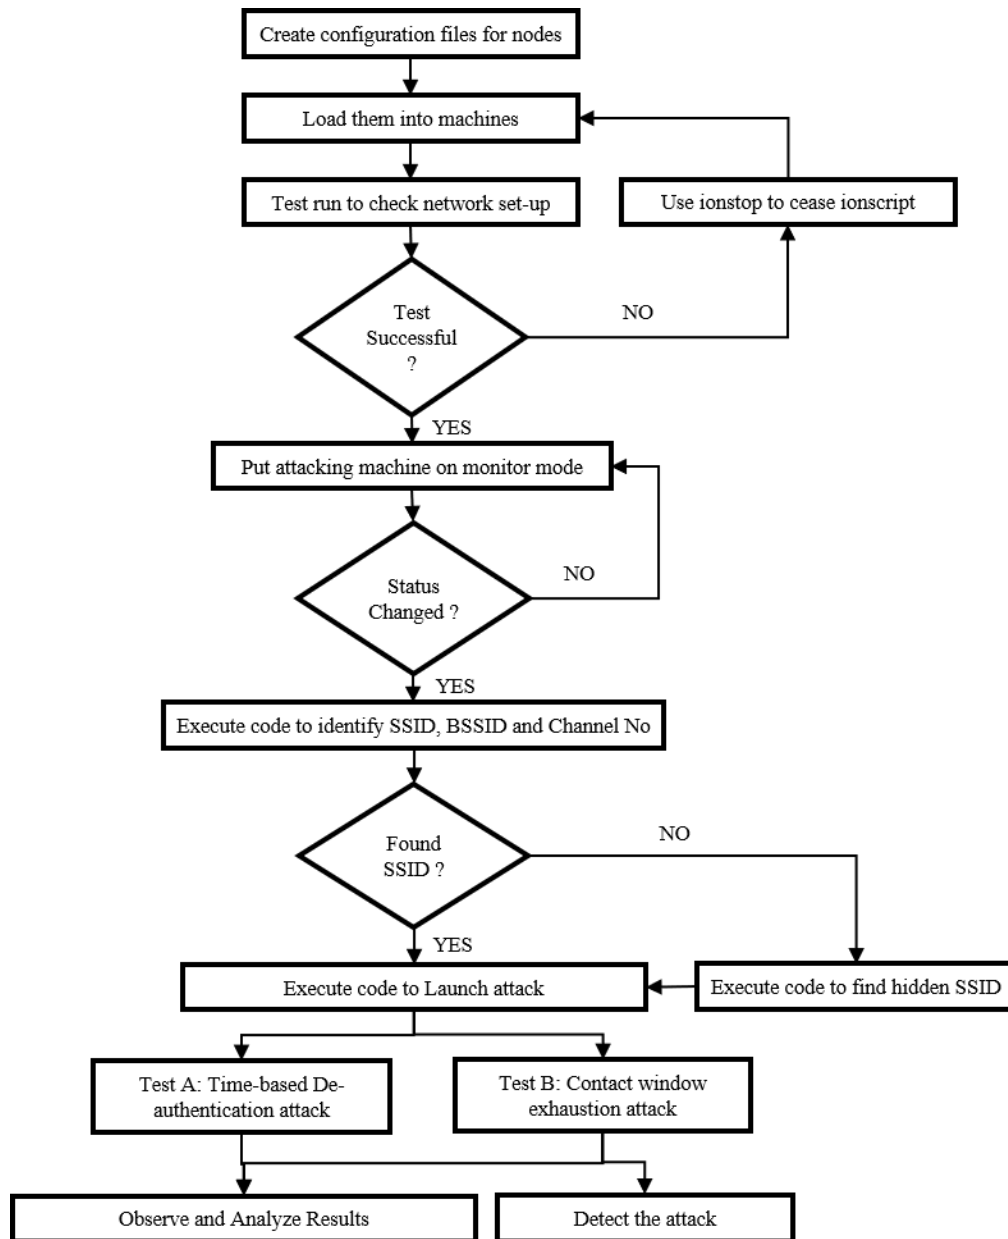 Create configuration files for nodes
Load them into machines
Test run to check network set-up
Use ionstop to cease ionscript
Test
Successful
?
NO
YES
Put attacking machine on monitor mode
Status
Changed ?
NO
YES
Execute code to identify SSID, BSSID and Channel No
Found
SSID ?
NO
YES
Execute code to Launch attack
Execute code to find hidden SSID
Test A: Time-based De-
authentication attack
Test B: Contact window
exhaustion attack
Observe and Analyze Results
Detect the attack